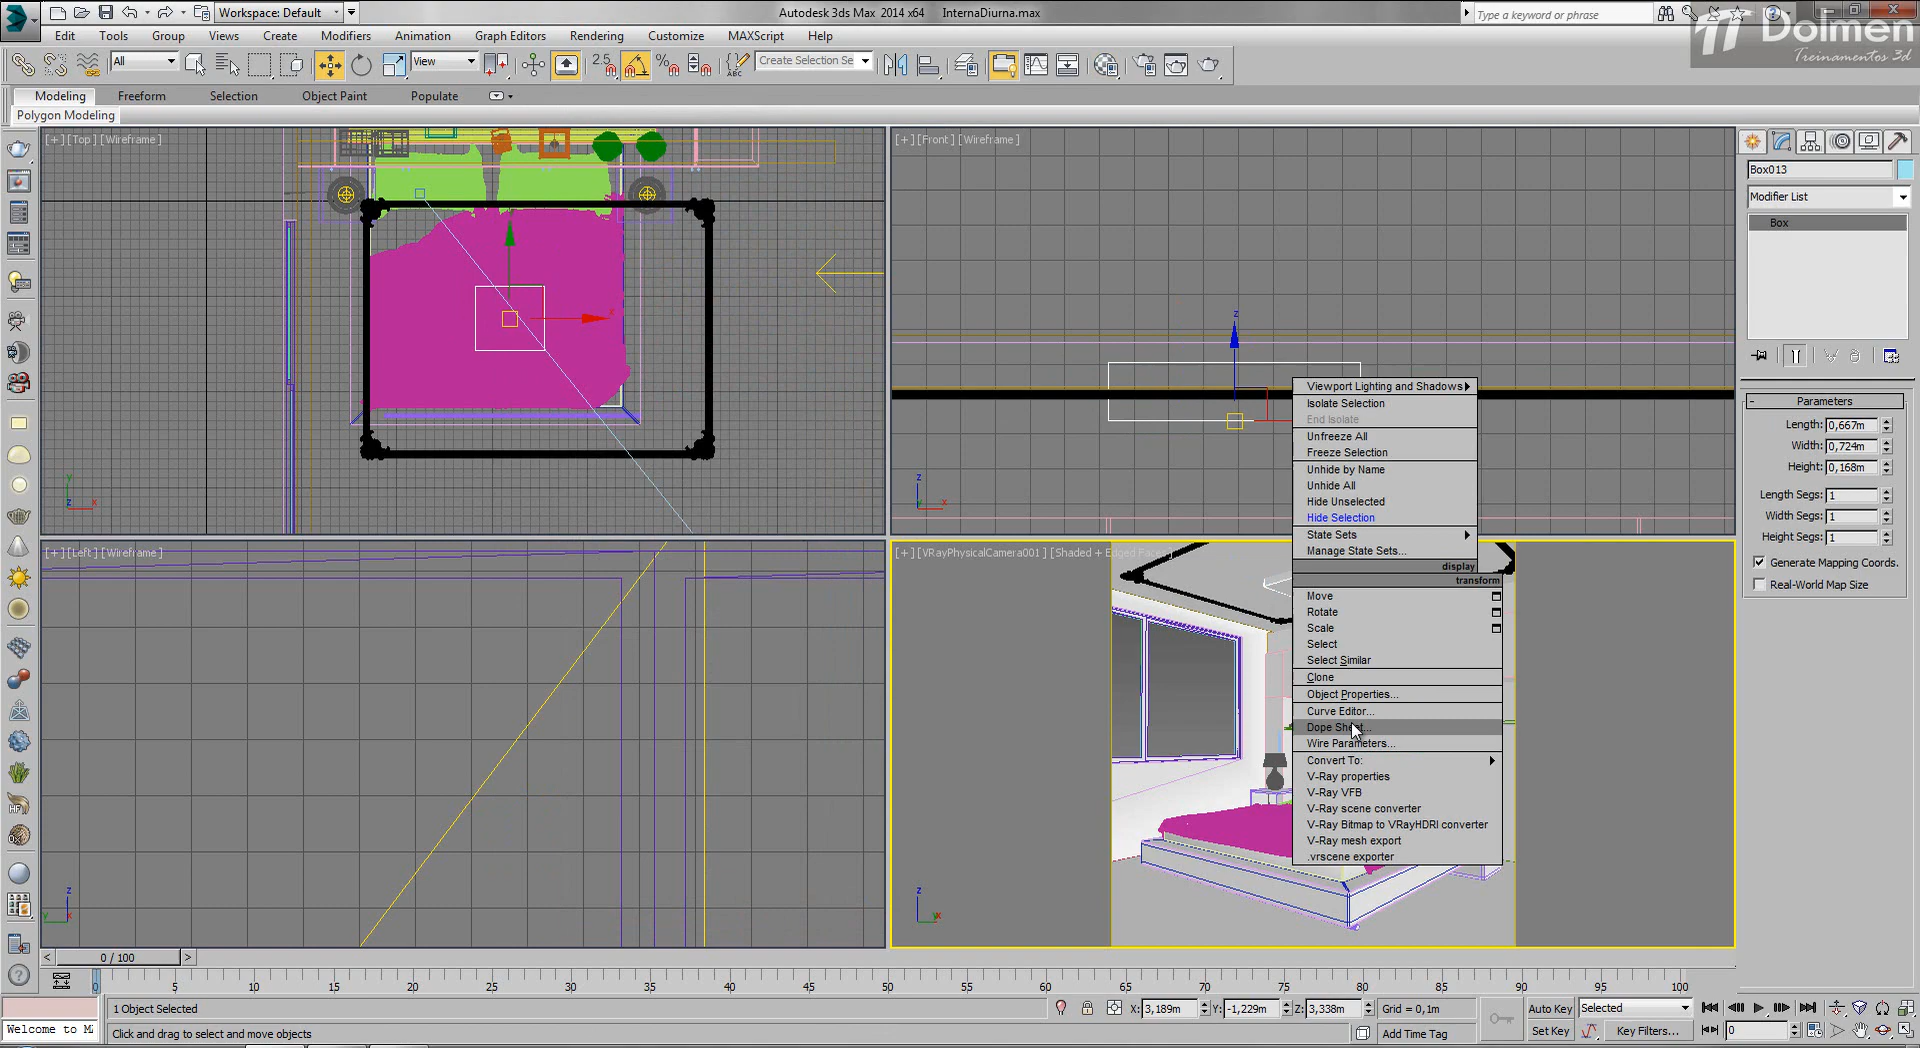 Workspace: Default
Autodesk 3ds Max 2014 x64 InternaDiurna.max
Type a keyword or phrase
Dolmen
Treinamentos 3d
Edit Tools Group Views Create Modifiers Animation Graph Editors Rendering Customize MAXScript Help
All
View
2.5
%
ABC
Create Selection Se
Modeling Freeform Selection Object Paint Populate
Polygon Modeling
[+] [Top] [Wireframe]
[+] [Front] [Wireframe]
[+] [Left] [Wireframe]
[+] [VRayPhysicalCamera001] [Shaded + Edged Faces]
Viewport Lighting and Shadows
Isolate Selection
End Isolate
Unfreeze All
Freeze Selection
Unhide by Name
Unhide All
Hide Unselected
Hide Selection
State Sets
Manage State Sets...
display
transform
Move
Rotate
Scale
Select
Select Similar
Clone
Object Properties...
Curve Editor...
Dope Sheet...
Wire Parameters...
Convert To:
V-Ray properties
V-Ray VFB
V-Ray scene converter
V-Ray Bitmap to VRayHDRI converter
V-Ray mesh export
.vrscene exporter
Box013
Modifier List
Box
- Parameters
Length: 0,667m
Width: 0,724m
Height: 0,168m
Length Segs: 1
Width Segs: 1
Height Segs: 1
Generate Mapping Coords.
Real-World Map Size
< 0 / 100 >
0 5 10 15 20 25 30 35 40 45 50 55 60 65 70 75 80 85 90 95 100
1 Object Selected
X: 3,189m Y: -1,229m Z: 3,338m Grid = 0,1m
Auto Key Selected
Welcome to MA
Click and drag to select and move objects
Add Time Tag
Set Key Key Filters...
0